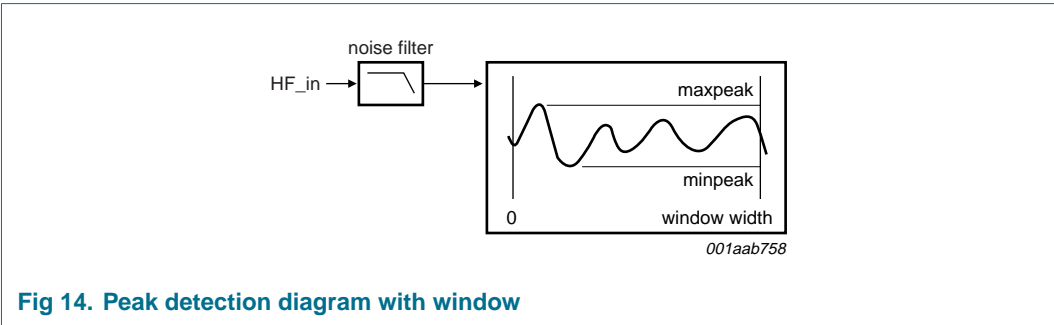 noise filter
HF_in
maxpeak
minpeak
0 window width
001aab758
Fig 14. Peak detection diagram with window